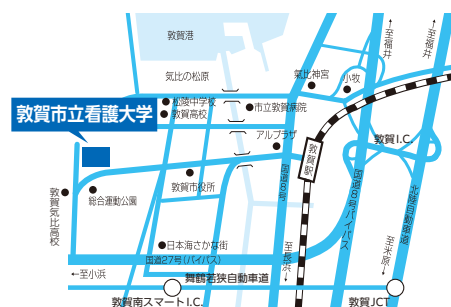 敦賀港
至福井
至福井
気比の松原
氣比神宮
小牧
松陵中学校
敦賀高校
市立敦賀病院
敦賀市立看護大学
アルプラザ
敦賀I.C.
敦賀駅
国道8号
国道8号バイパス
北陸自動車道
敦賀市役所
総合運動公園
敦賀気比高校
日本海さかな街
国道27号(バイパス)
至長浜
至米原
←至小浜
舞鶴若狭自動車道
敦賀南スマートI.C.
敦賀JCT